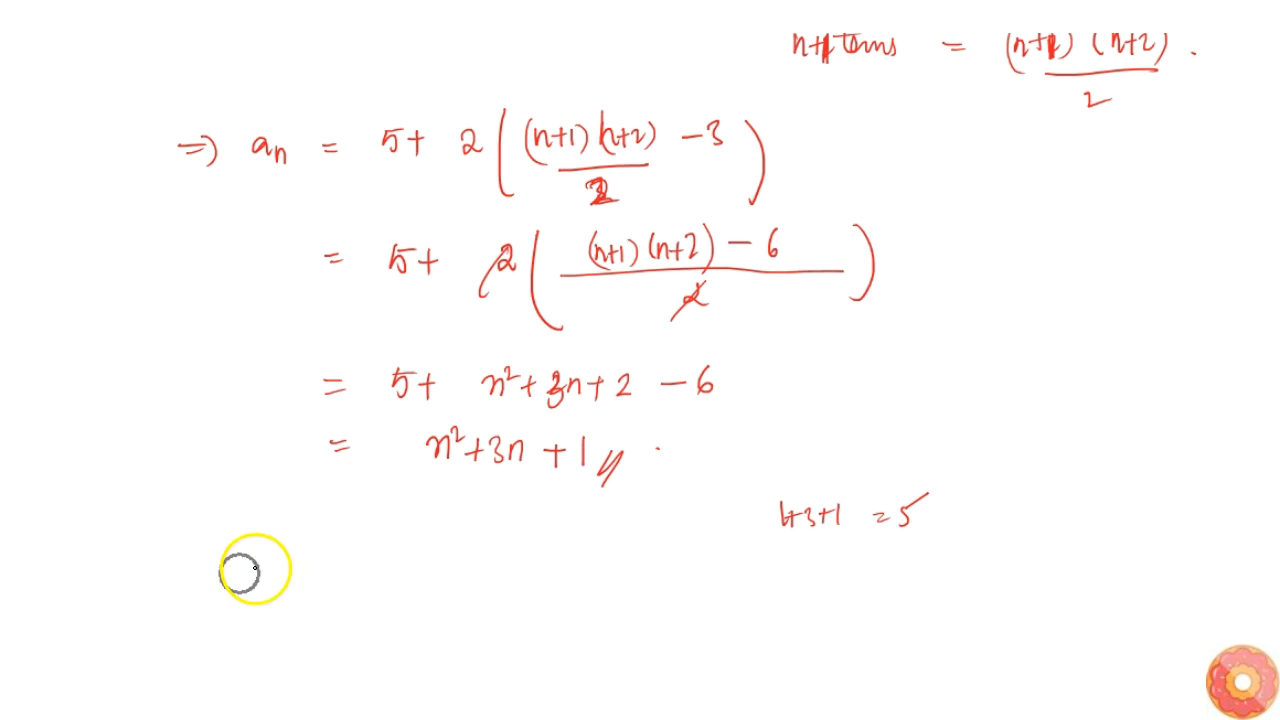 n+1 terms = (n+1) (n+2) / 2 .
⇒ aₙ = 5 + 2 ( (n+1) (n+2) / 2 - 3 )
= 5 + 2 ( (n+1) (n+2) - 6 / 2 )
= 5 + n² + 3n + 2 - 6
= n² + 3n + 1 .
1+3+1 = 5